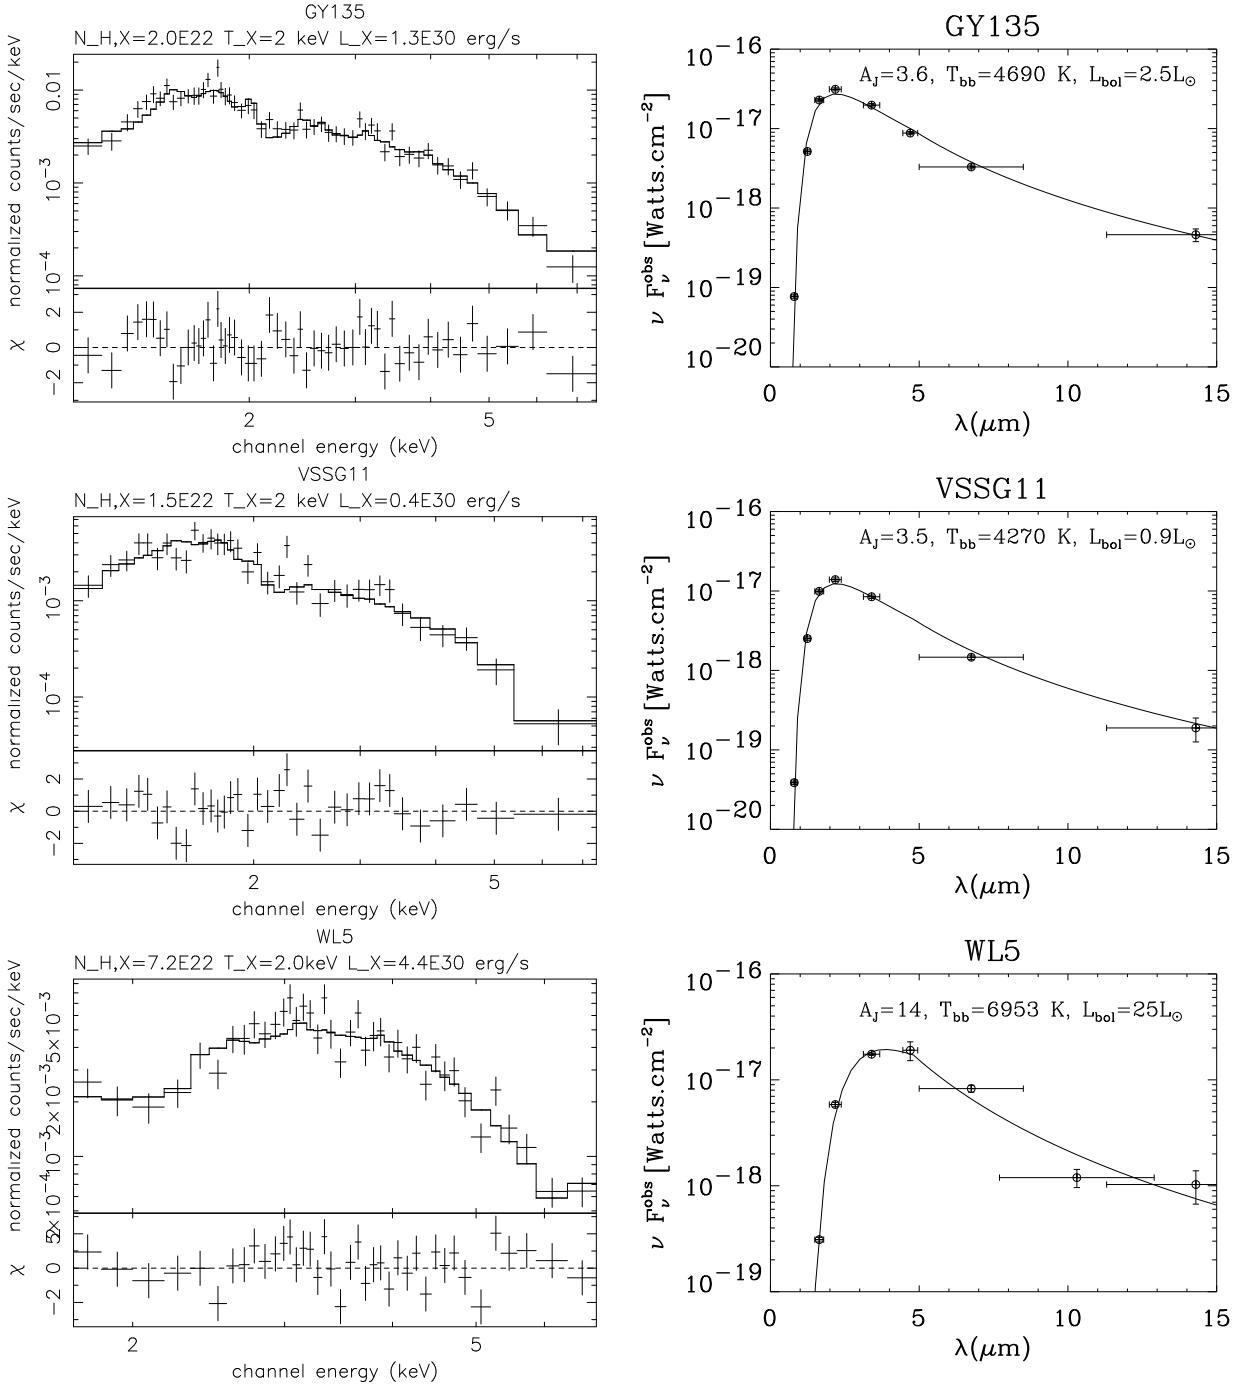 GY135
N_H,X=2.0E22 T_X=2 keV L_X=1.3E30 erg/s
normalized counts/sec/keV
0.01
10⁻³
10⁻⁴
χ
2
0
−2
2 5
channel energy (keV)
GY135
A_J=3.6, T_bb=4690 K, L_bol=2.5L_⊙
ν F_ν^obs [Watts.cm⁻²]
10⁻¹⁶
10⁻¹⁷
10⁻¹⁸
10⁻¹⁹
10⁻²⁰
0 5 10 15
λ(μm)
VSSG11
N_H,X=1.5E22 T_X=2 keV L_X=0.4E30 erg/s
normalized counts/sec/keV
10⁻³
10⁻⁴
χ
2
0
−2
2 5
channel energy (keV)
VSSG11
A_J=3.5, T_bb=4270 K, L_bol=0.9L_⊙
ν F_ν^obs [Watts.cm⁻²]
10⁻¹⁶
10⁻¹⁷
10⁻¹⁸
10⁻¹⁹
10⁻²⁰
0 5 10 15
λ(μm)
WL5
N_H,X=7.2E22 T_X=2.0keV L_X=4.4E30 erg/s
normalized counts/sec/keV
5×10⁻³
2×10⁻³
10⁻³
5×10⁻⁴
χ
2
0
−2
2 5
channel energy (keV)
WL5
A_J=14, T_bb=6953 K, L_bol=25L_⊙
ν F_ν^obs [Watts.cm⁻²]
10⁻¹⁶
10⁻¹⁷
10⁻¹⁸
10⁻¹⁹
0 5 10 15
λ(μm)